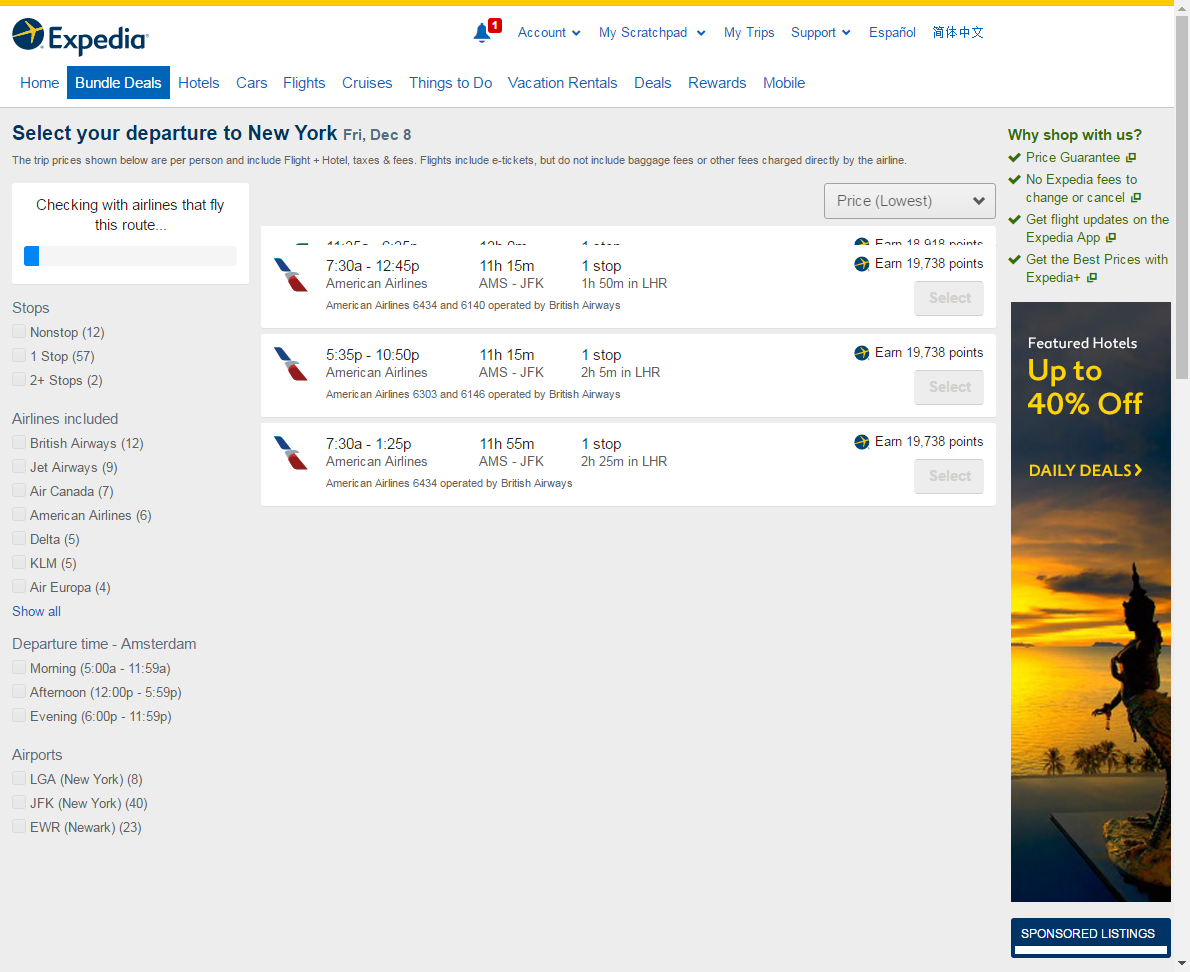 Expedia
1
Account
My Scratchpad
My Trips
Support
Español
简体中文
Home
Bundle Deals
Hotels
Cars
Flights
Cruises
Things to Do
Vacation Rentals
Deals
Rewards
Mobile
Select your departure to New York Fri, Dec 8
The trip prices shown below are per person and include Flight + Hotel, taxes & fees. Flights include e-tickets, but do not include baggage fees or other fees charged directly by the airline.
Checking with airlines that fly
this route...
Stops
Nonstop (12)
1 Stop (57)
2+ Stops (2)
Airlines included
British Airways (12)
Jet Airways (9)
Air Canada (7)
American Airlines (6)
Delta (5)
KLM (5)
Air Europa (4)
Show all
Departure time - Amsterdam
Morning (5:00a - 11:59a)
Afternoon (12:00p - 5:59p)
Evening (6:00p - 11:59p)
Airports
LGA (New York) (8)
JFK (New York) (40)
EWR (Newark) (23)
Price (Lowest)
1 stop
Earn 18,918 points
7:30a - 12:45p 11h 15m 1 stop Earn 19,738 points
American Airlines AMS - JFK 1h 50m in LHR
American Airlines 6434 and 6140 operated by British Airways
Select
5:35p - 10:50p 11h 15m 1 stop Earn 19,738 points
American Airlines AMS - JFK 2h 5m in LHR
American Airlines 6303 and 6146 operated by British Airways
Select
7:30a - 1:25p 11h 55m 1 stop Earn 19,738 points
American Airlines AMS - JFK 2h 25m in LHR
American Airlines 6434 operated by British Airways
Select
Why shop with us?
Price Guarantee
No Expedia fees to
change or cancel
Get flight updates on the
Expedia App
Get the Best Prices with
Expedia+
Featured Hotels
Up to
40% Off
DAILY DEALS
SPONSORED LISTINGS